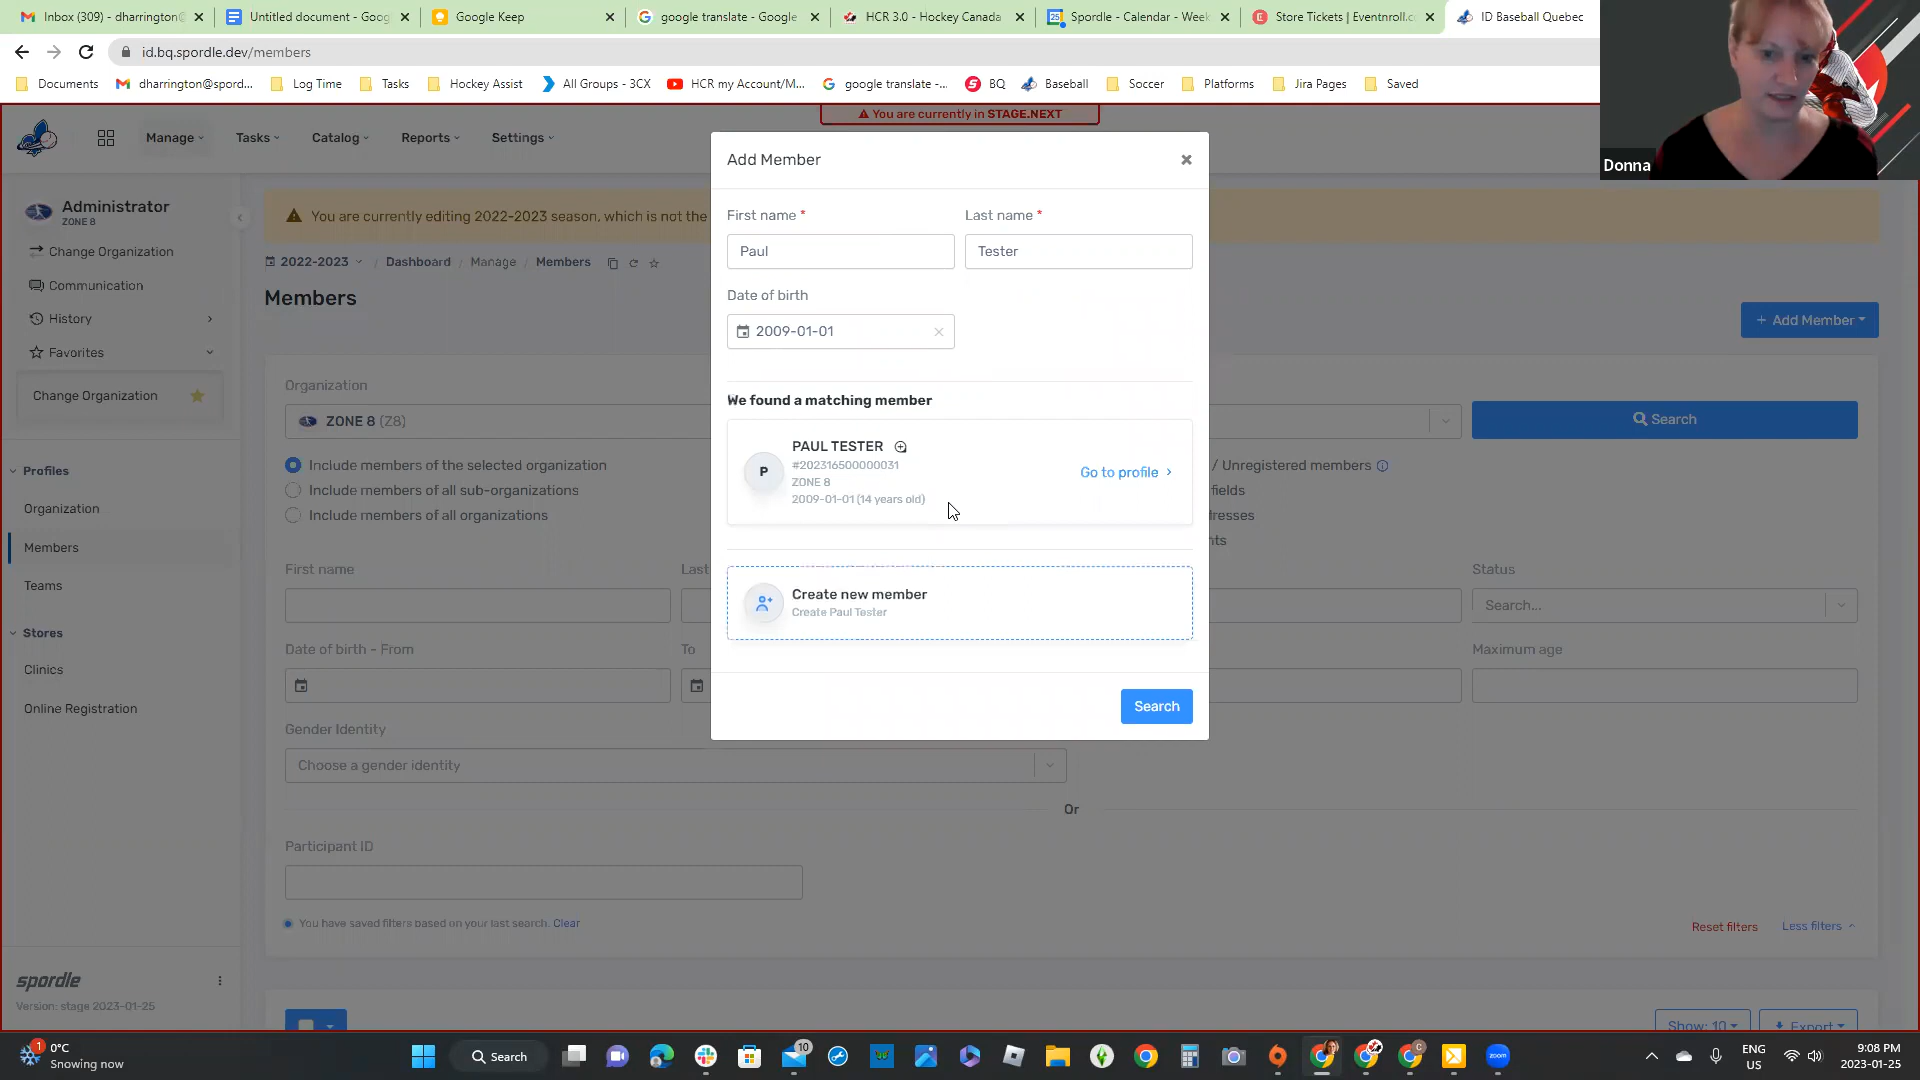 Inbox (309) - dharrington@
Untitled document - Goog
Google Keep
google translate - Google
HCR 3.0 - Hockey Canada
Spordle - Calendar - Week
Store Tickets | Eventnroll.c
ID Baseball Quebec
id.bq.spordle.dev/members
Documents
dharrington@spord...
Log Time
Tasks
Hockey Assist
All Groups - 3CX
HCR my Account/M...
google translate -...
BQ
Baseball
Soccer
Platforms
Jira Pages
Saved
You are currently in STAGE.NEXT
Manage
Tasks
Catalog
Reports
Settings
Donna
Administrator
ZONE 8
Change Organization
Communication
History
Favorites
Change Organization
Profiles
Organization
Members
Teams
Stores
Clinics
Online Registration
spordle
Version: stage 2023-01-25
You are currently editing 2022-2023 season, which is not the
2022-2023 / Dashboard / Manage / Members
Members
+ Add Member
Organization
ZONE 8 (Z8)
Search
Include members of the selected organization
Include members of all sub-organizations
Include members of all organizations
/ Unregistered members
fields
dresses
nts
First name
Last
Status
Search...
Date of birth - From
To
Maximum age
Gender Identity
Choose a gender identity
Or
Participant ID
You have saved filters based on your last search. Clear
Reset filters
Less filters
Show: 10
Export
Add Member
First name *
Last name *
Paul
Tester
Date of birth
2009-01-01
We found a matching member
P
PAUL TESTER
#202316500000031
ZONE 8
2009-01-01 (14 years old)
Go to profile
Create new member
Create Paul Tester
Search
1
0°C
Snowing now
Search
10
C
zoom
ENG
US
9:08 PM
2023-01-25